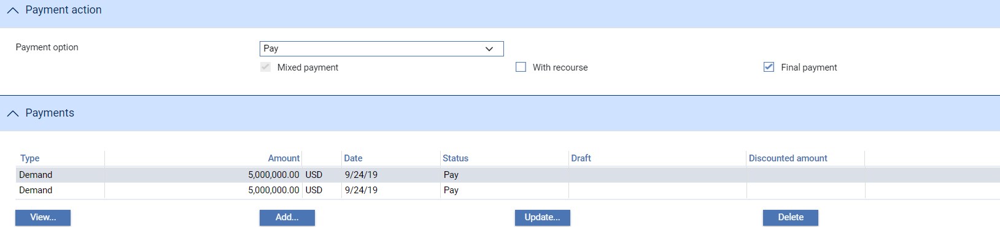 Payment action
Payment option Pay
Mixed payment With recourse Final payment
Payments
Type Amount Date Status Draft Discounted amount
Demand 5,000,000.00 USD 9/24/19 Pay
Demand 5,000,000.00 USD 9/24/19 Pay
View... Add... Update... Delete